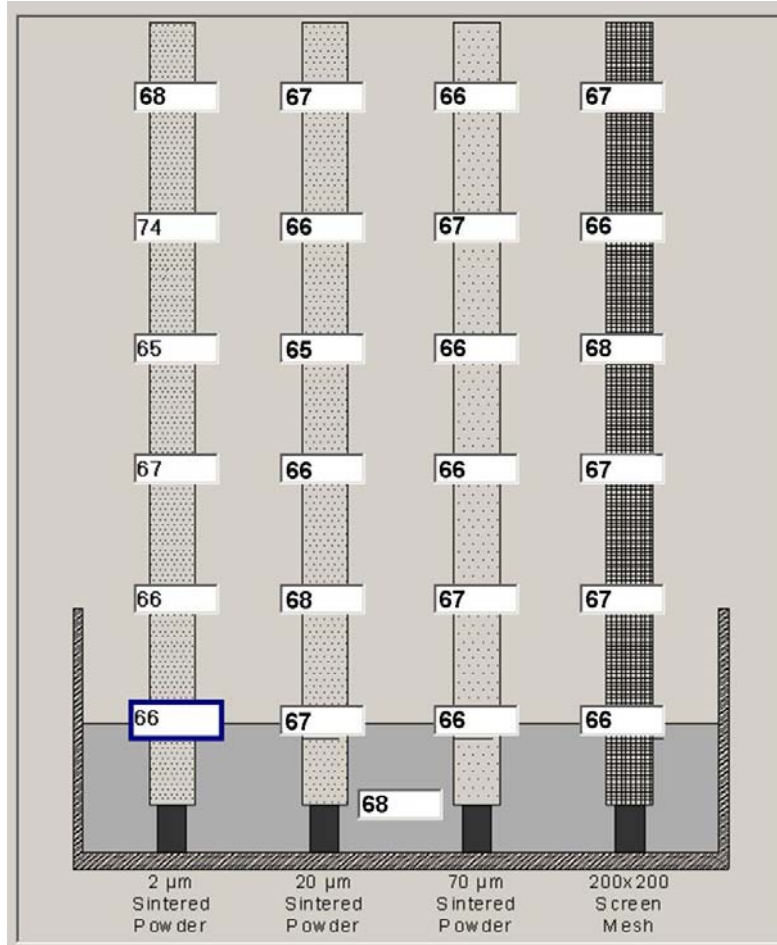 68 67 66 67
74 66 67 66
65 65 66 68
67 66 66 67
66 68 67 67
66 67 66 66
68
2 µm 20 µm 70 µm 200x200
Sintered Sintered Sintered Screen
Powder Powder Powder Mesh